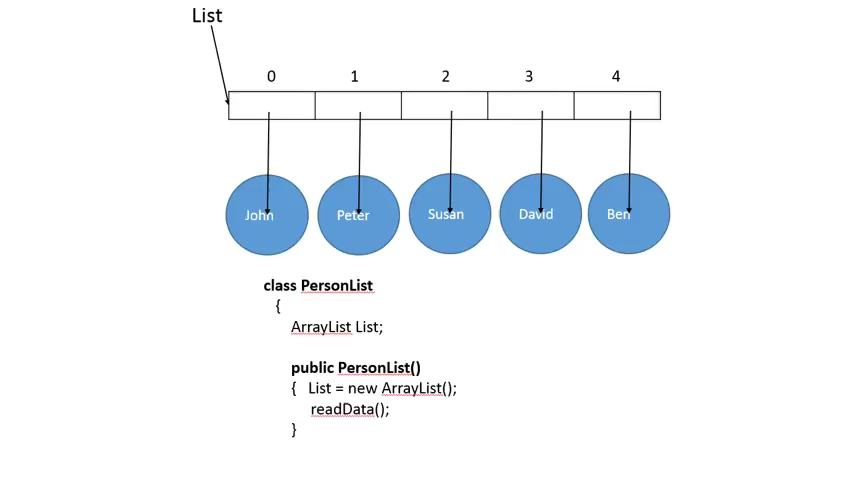 List
0 1 2 3 4
John Peter Susan David Ben
class PersonList
{
ArrayList List;
public PersonList()
{ List = new ArrayList();
readData();
}